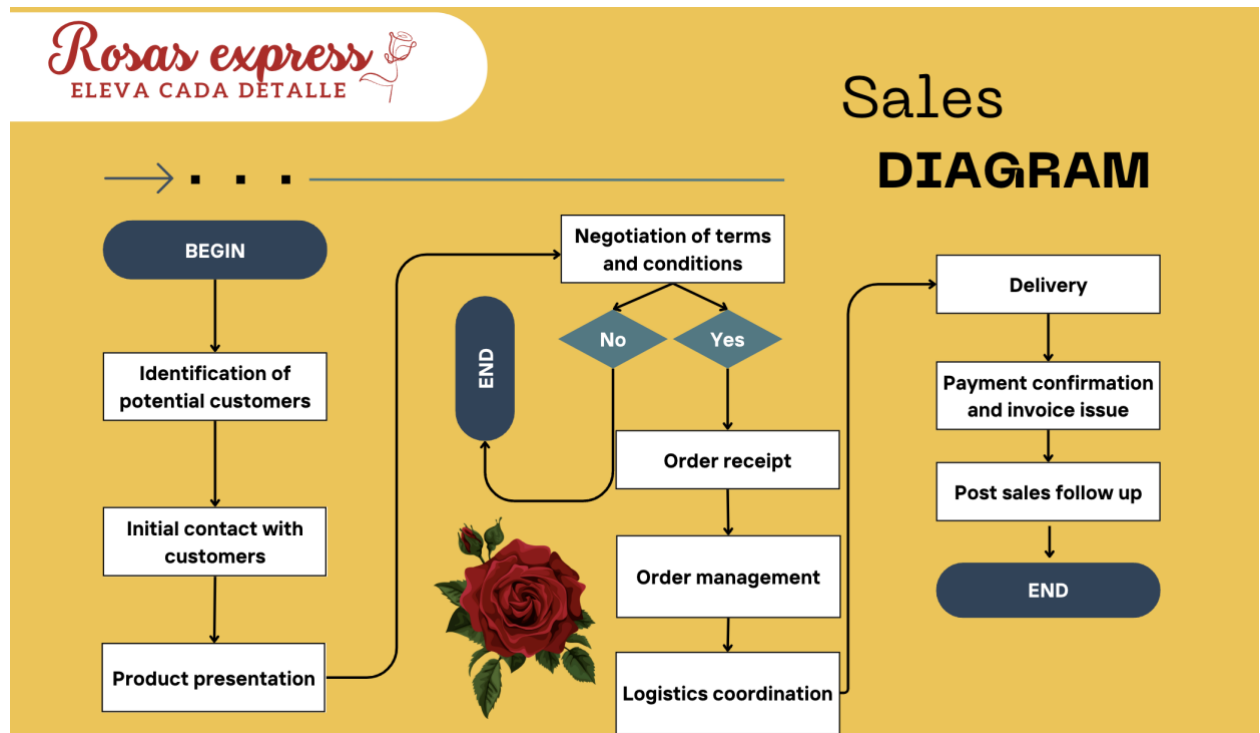 Rosas express
ELEVA CADA DETALLE
Sales
DIAGRAM
BEGIN
Identification of
potential customers
Initial contact with
customers
Product presentation
Negotiation of terms
and conditions
No
Yes
END
Order receipt
Order management
Logistics coordination
Delivery
Payment confirmation
and invoice issue
Post sales follow up
END